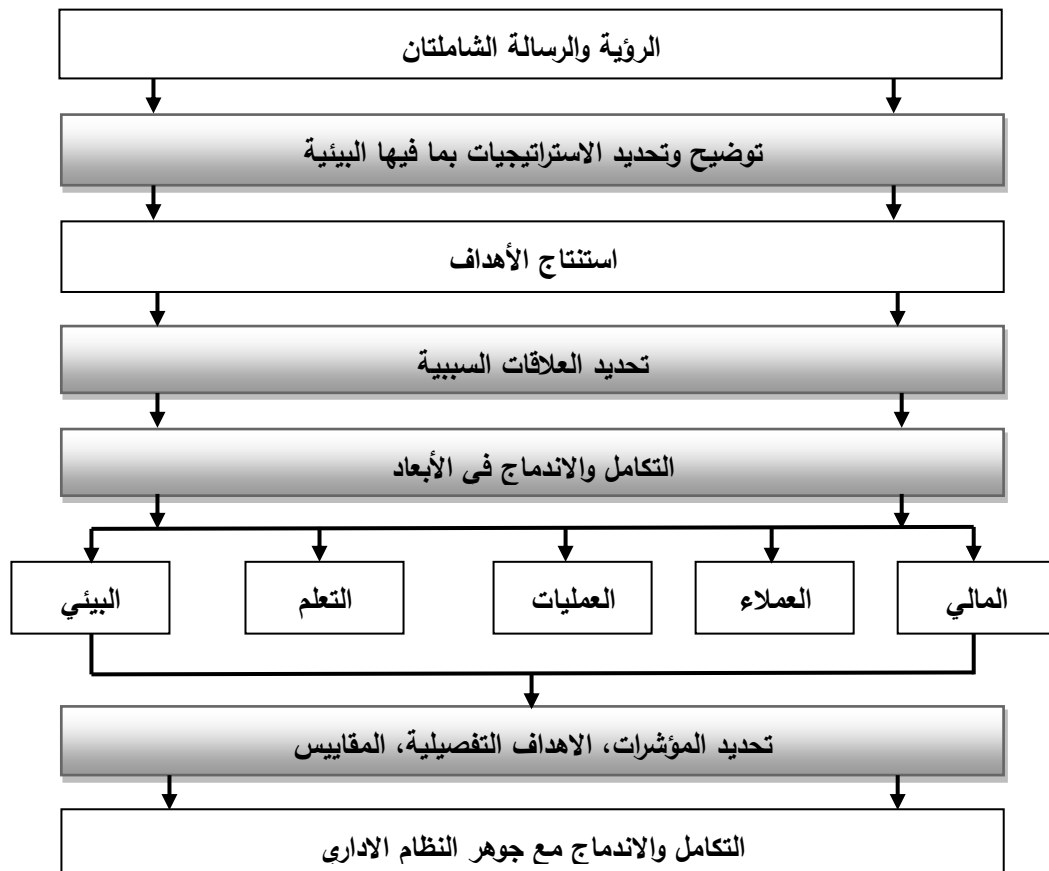 الرؤية والرسالة الشاملتان
توضيح وتحديد الاستراتيجيات بما فيها البيئية
استنتاج الأهداف
تحديد العلاقات السببية
التكامل والاندماج فى الأبعاد
المالي
العملاء
العمليات
التعلم
البيئي
تحديد المؤشرات، الاهداف التفصيلية، المقاييس
التكامل والاندماج مع جوهر النظام الادارى